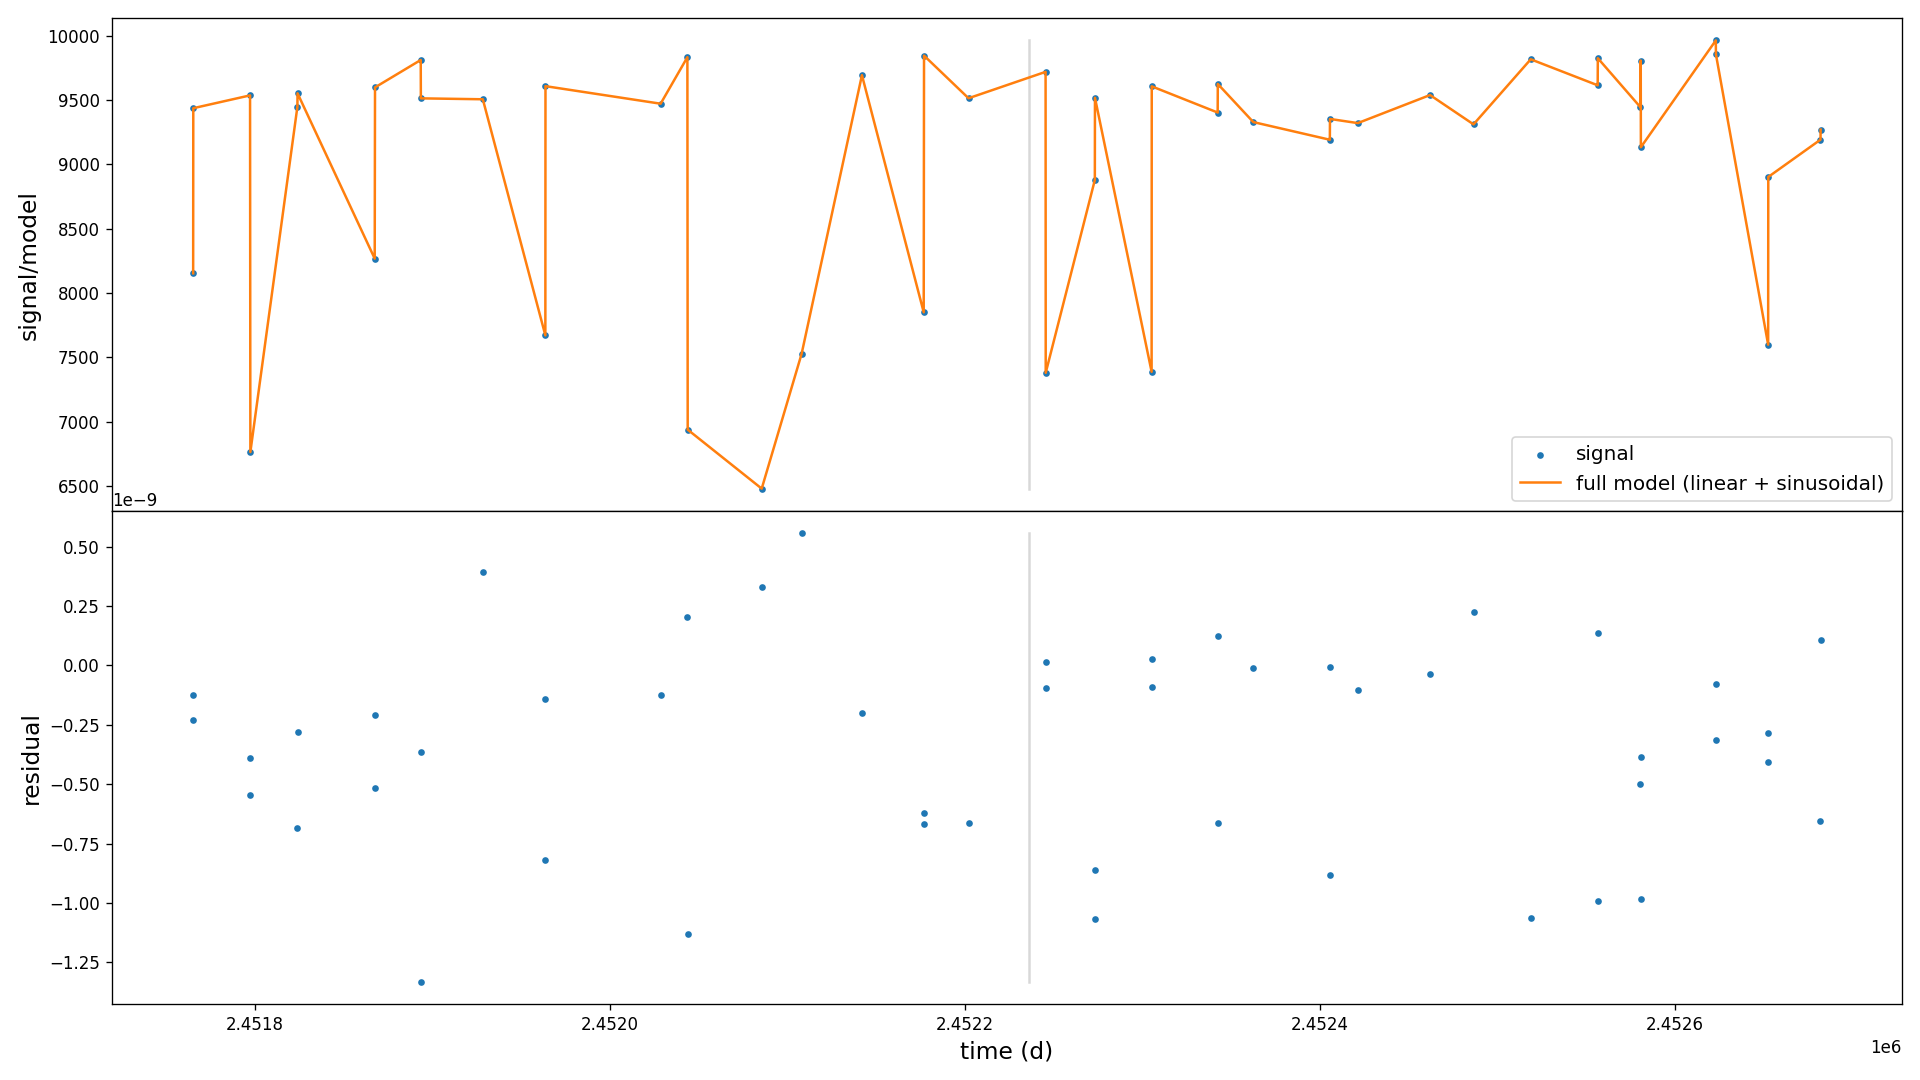 10000
9500
9000
8500
8000
7500
7000
6500
signal/model
signal
full model (linear + sinusoidal)
1e−9
0.50
0.25
0.00
−0.25
−0.50
−0.75
−1.00
−1.25
residual
2.4518 2.4520 2.4522 2.4524 2.4526
time (d)
1e6